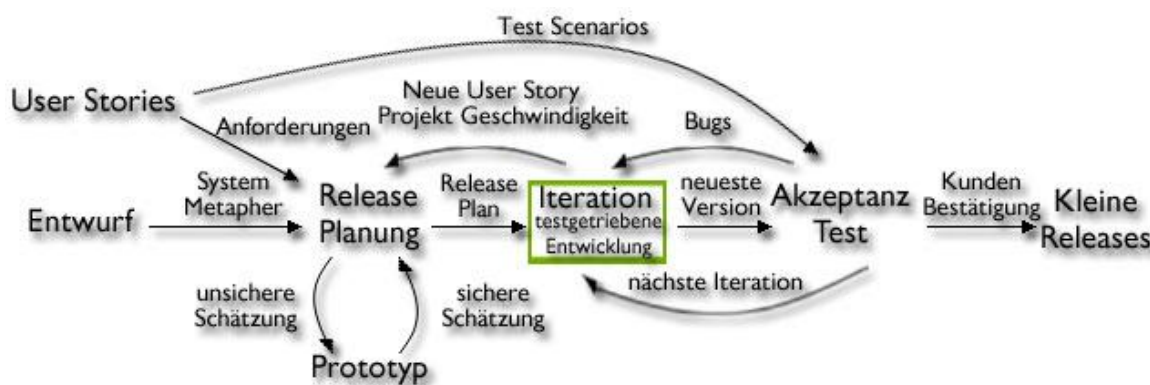 Test Scenarios
User Stories
Neue User Story
Projekt Geschwindigkeit
Anforderungen
Bugs
Entwurf
System
Metapher
Release
Planung
Release
Plan
Iteration
testgetriebene
Entwicklung
neueste
Version
Akzeptanz
Test
Kunden
Bestätigung
Kleine
Releases
unsichere
Schätzung
sichere
Schätzung
nächste Iteration
Prototyp